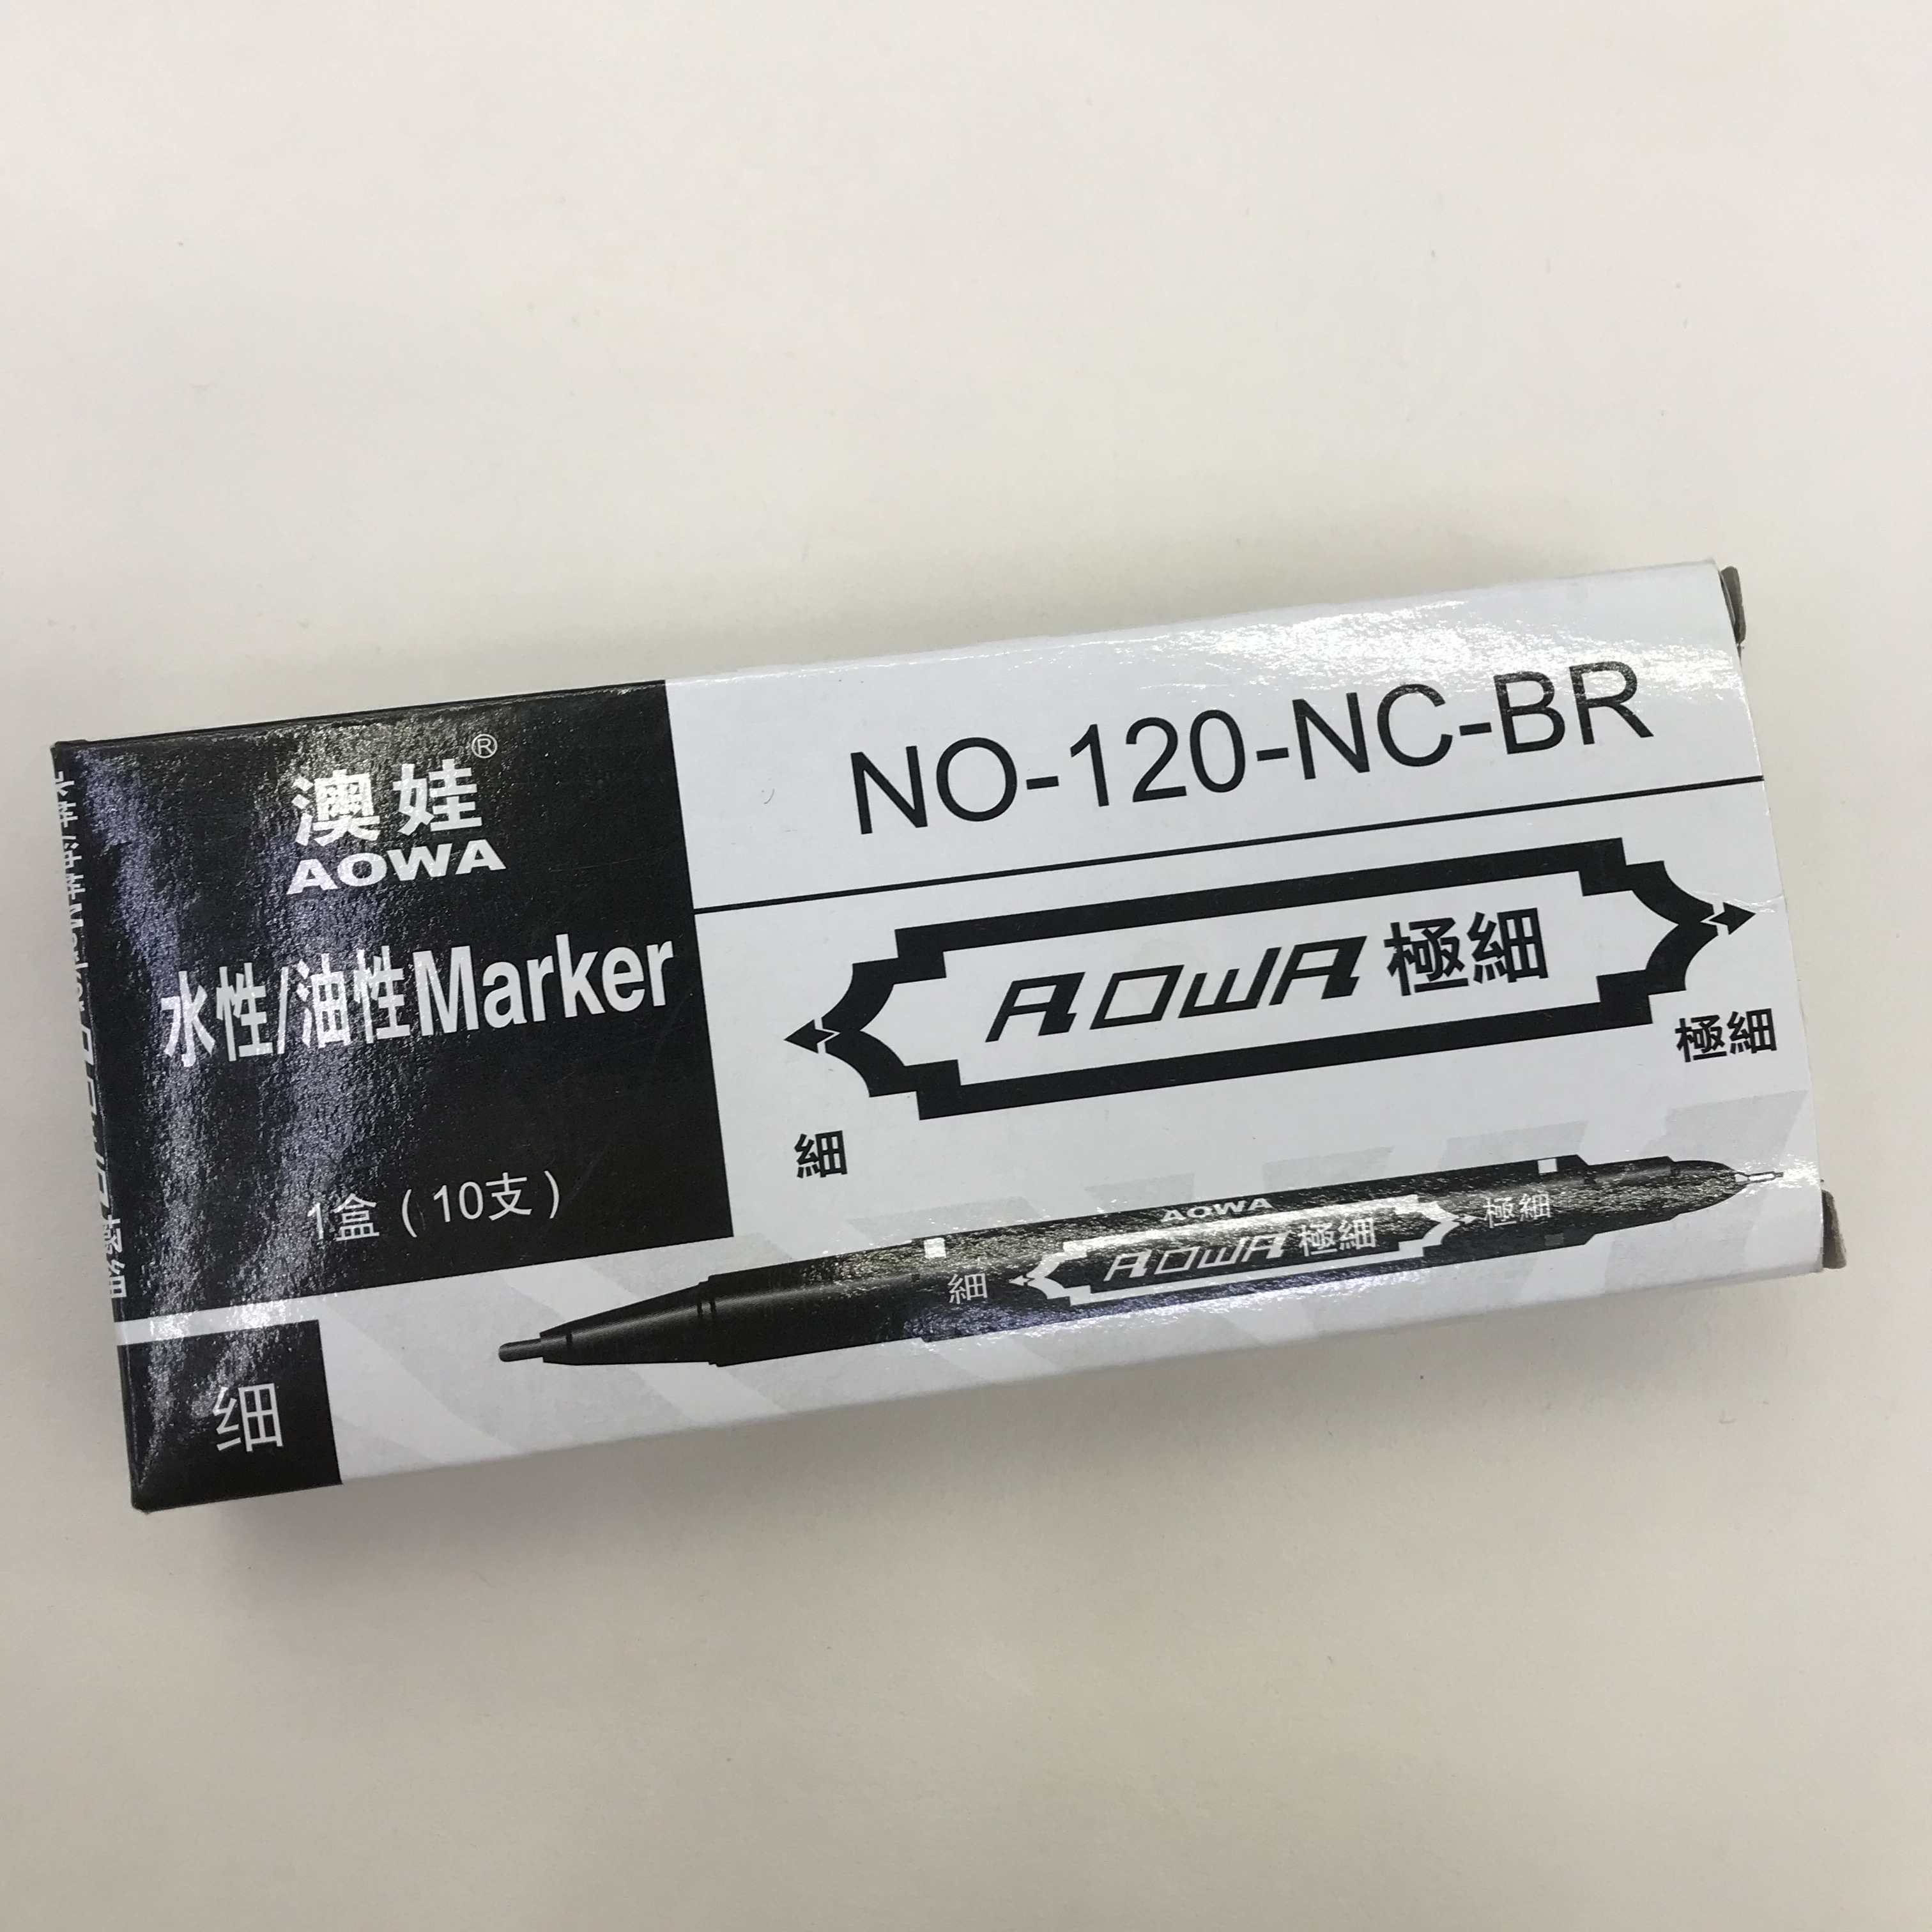 澳娃®
AOWA
水性/油性Marker
1盒（10支）
细
NO-120-NC-BR
AOWA 極細
細
極細
AOWA
細
AOWA 極細
極細